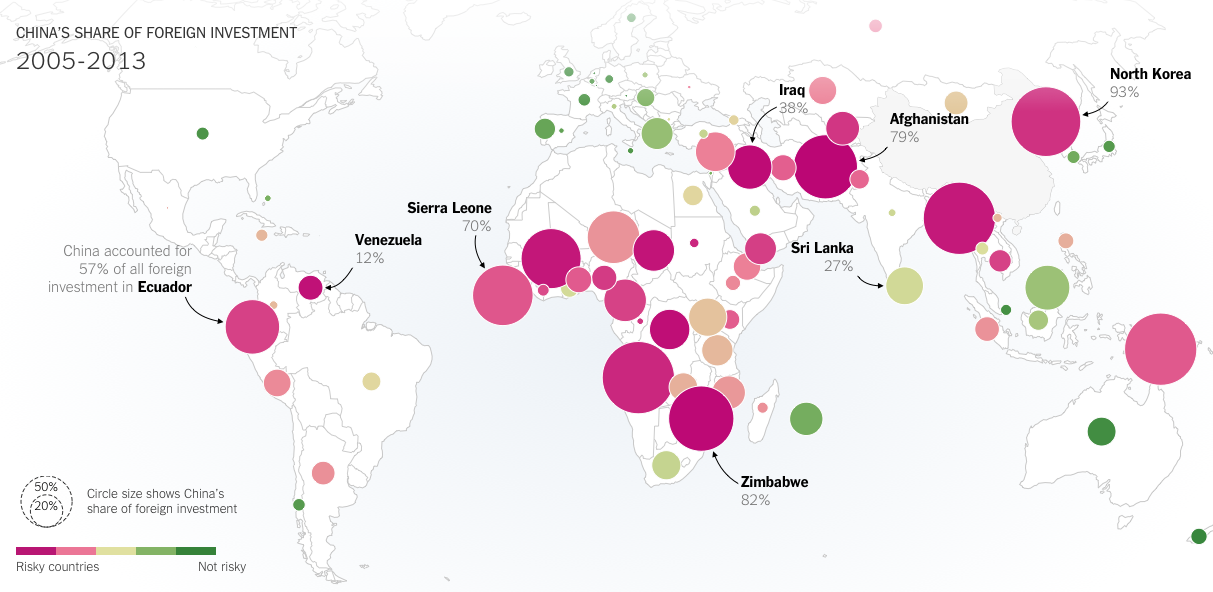 CHINA'S SHARE OF FOREIGN INVESTMENT
2005-2013
North Korea
93%
Iraq
38%
Afghanistan
79%
Sierra Leone
70%
Venezuela
12%
China accounted for
57% of all foreign
investment in Ecuador
Sri Lanka
27%
Zimbabwe
82%
50%
20%
Circle size shows China's
share of foreign investment
Risky countries
Not risky